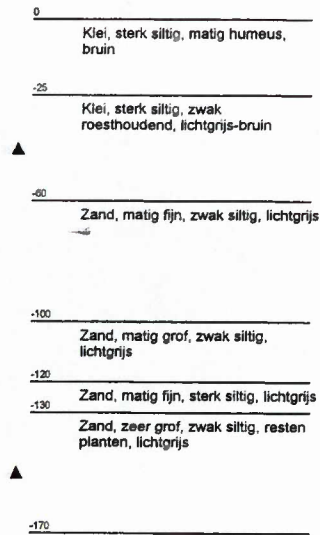 0
Klei, sterk siltig, matig humeus,
bruin
-25
Klei, sterk siltig, zwak
roesthoudend, lichtgrijs-bruin
-60
Zand, matig fijn, zwak siltig, lichtgrijs
-100
Zand, matig grof, zwak siltig,
lichtgrijs
-120
Zand, matig fijn, sterk siltig, lichtgrijs
-130
Zand, zeer grof, zwak siltig, resten
planten, lichtgrijs
-170